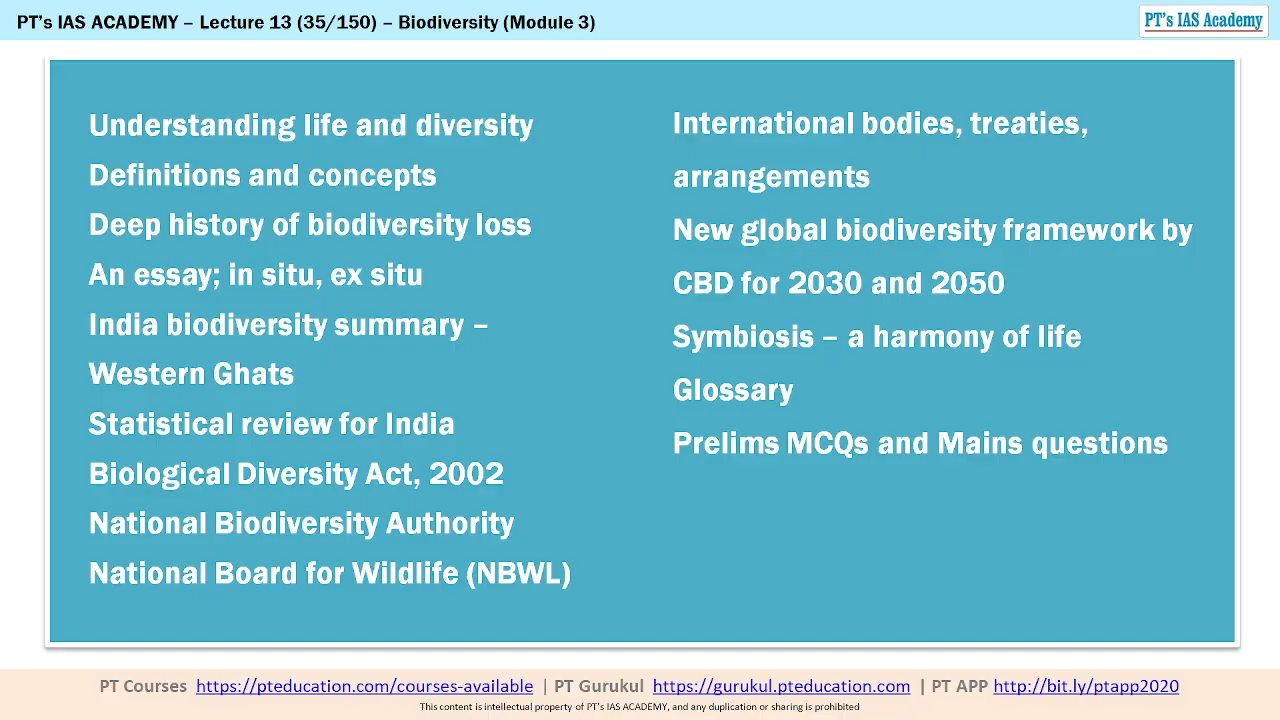 PT's IAS ACADEMY – Lecture 13 (35/150) – Biodiversity (Module 3)
PT's IAS Academy
Understanding life and diversity
Definitions and concepts
Deep history of biodiversity loss
An essay; in situ, ex situ
India biodiversity summary –
Western Ghats
Statistical review for India
Biological Diversity Act, 2002
National Biodiversity Authority
National Board for Wildlife (NBWL)
International bodies, treaties,
arrangements
New global biodiversity framework by
CBD for 2030 and 2050
Symbiosis – a harmony of life
Glossary
Prelims MCQs and Mains questions
PT Courses https://pteducation.com/courses-available | PT Gurukul https://gurukul.pteducation.com | PT APP http://bit.ly/ptapp2020
This content is intellectual property of PT's IAS ACADEMY, and any duplication or sharing is prohibited